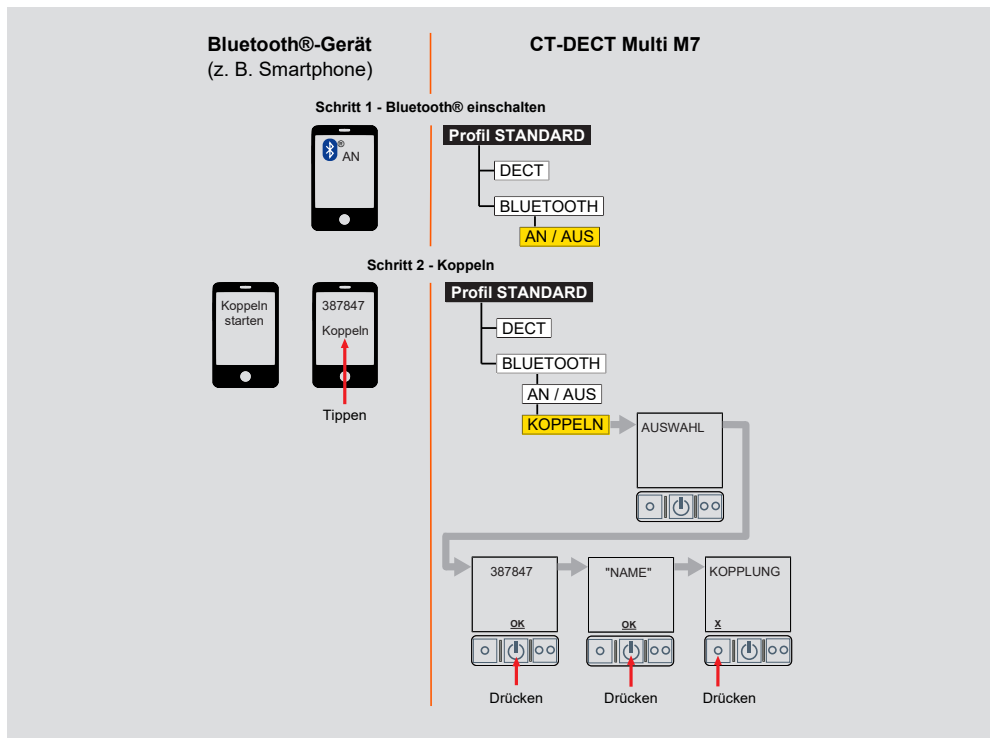 Bluetooth®-Gerät
(z. B. Smartphone)
CT-DECT Multi M7
Schritt 1 - Bluetooth® einschalten
® AN
Profil STANDARD
DECT
BLUETOOTH
AN / AUS
Schritt 2 - Koppeln
Koppeln
starten
387847
Koppeln
Tippen
Profil STANDARD
DECT
BLUETOOTH
AN / AUS
KOPPELN
AUSWAHL
387847
OK
Drücken
"NAME"
OK
Drücken
KOPPLUNG
X
Drücken